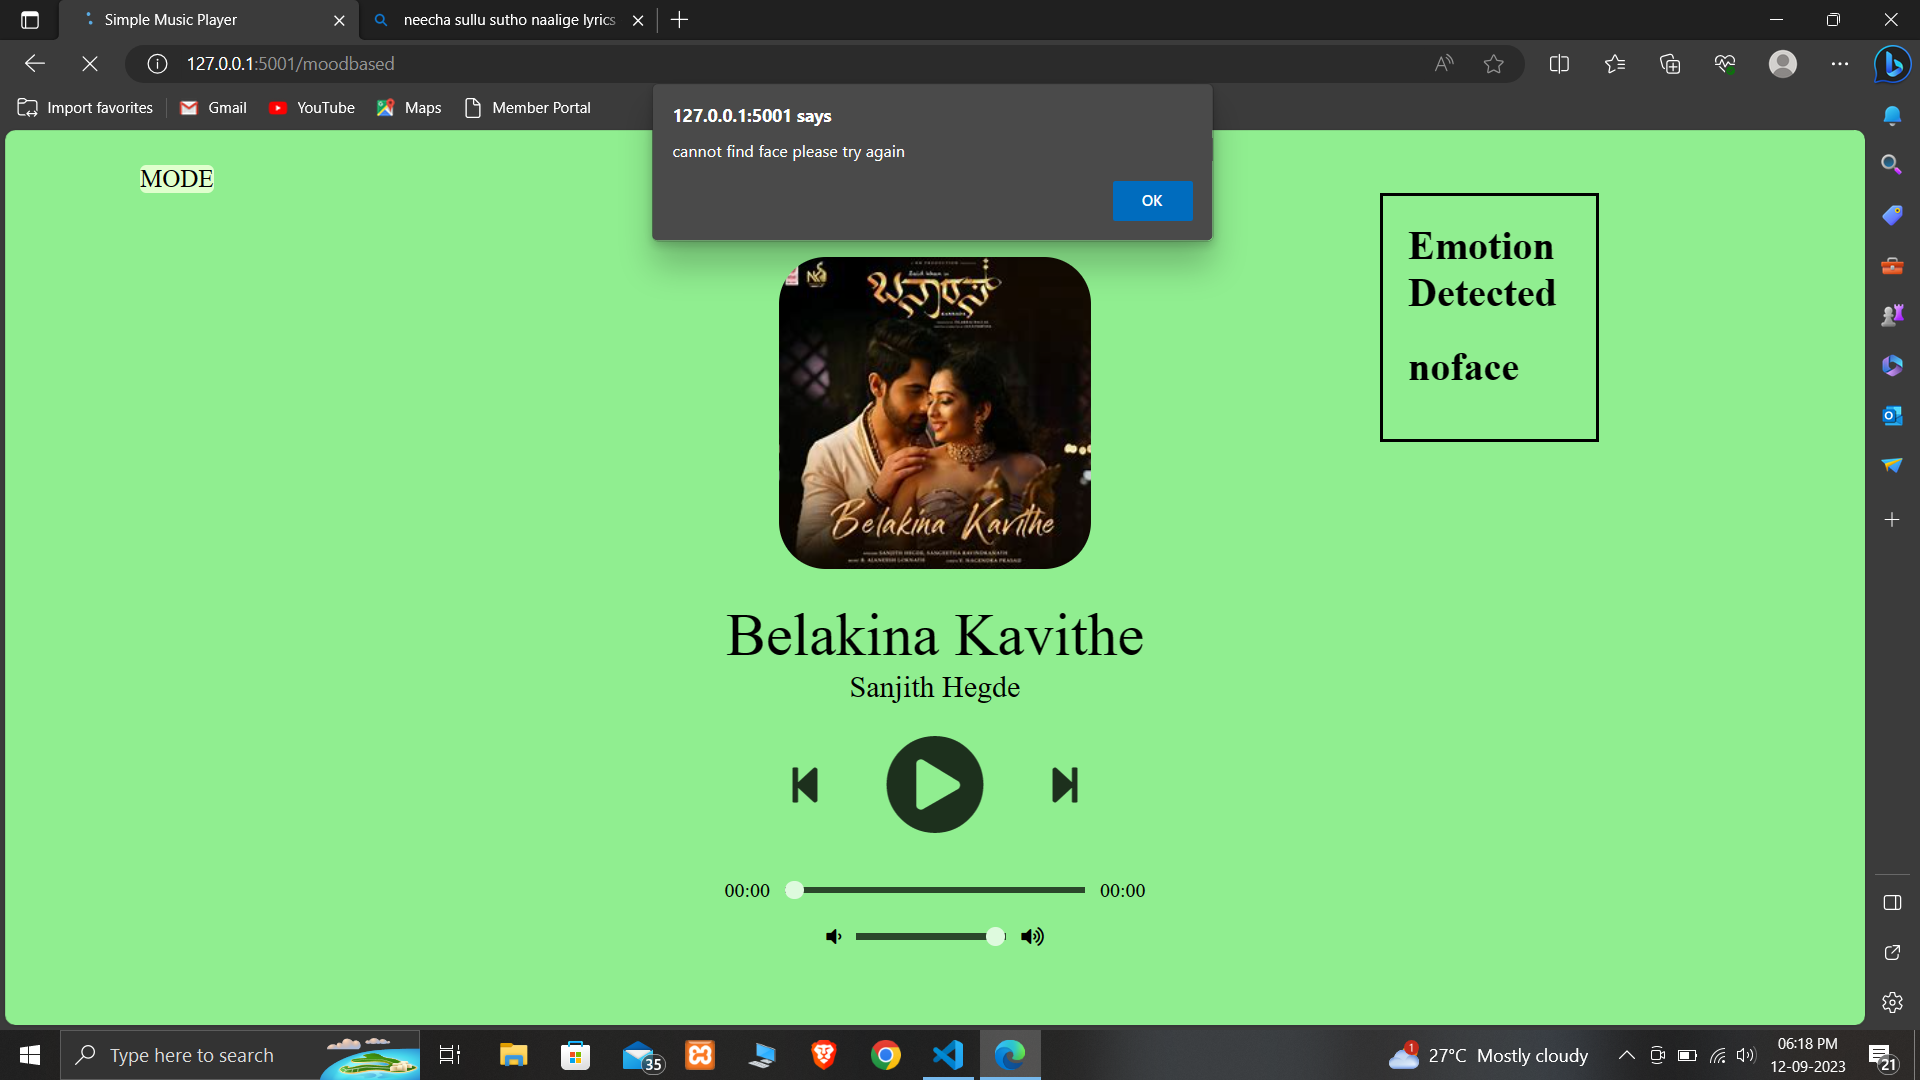 Simple Music Player
neecha sullu sutho naalige lyrics
127.0.0.1:5001/moodbased
Import favorites
Gmail
YouTube
Maps
Member Portal
127.0.0.1:5001 says
cannot find face please try again
OK
MODE
Emotion
Detected
noface
ಬನಾರಸ್
Belakina Kavithe
Belakina Kavithe
Sanjith Hegde
00:00
00:00
Type here to search
35
1
27°C Mostly cloudy
06:18 PM
12-09-2023
21